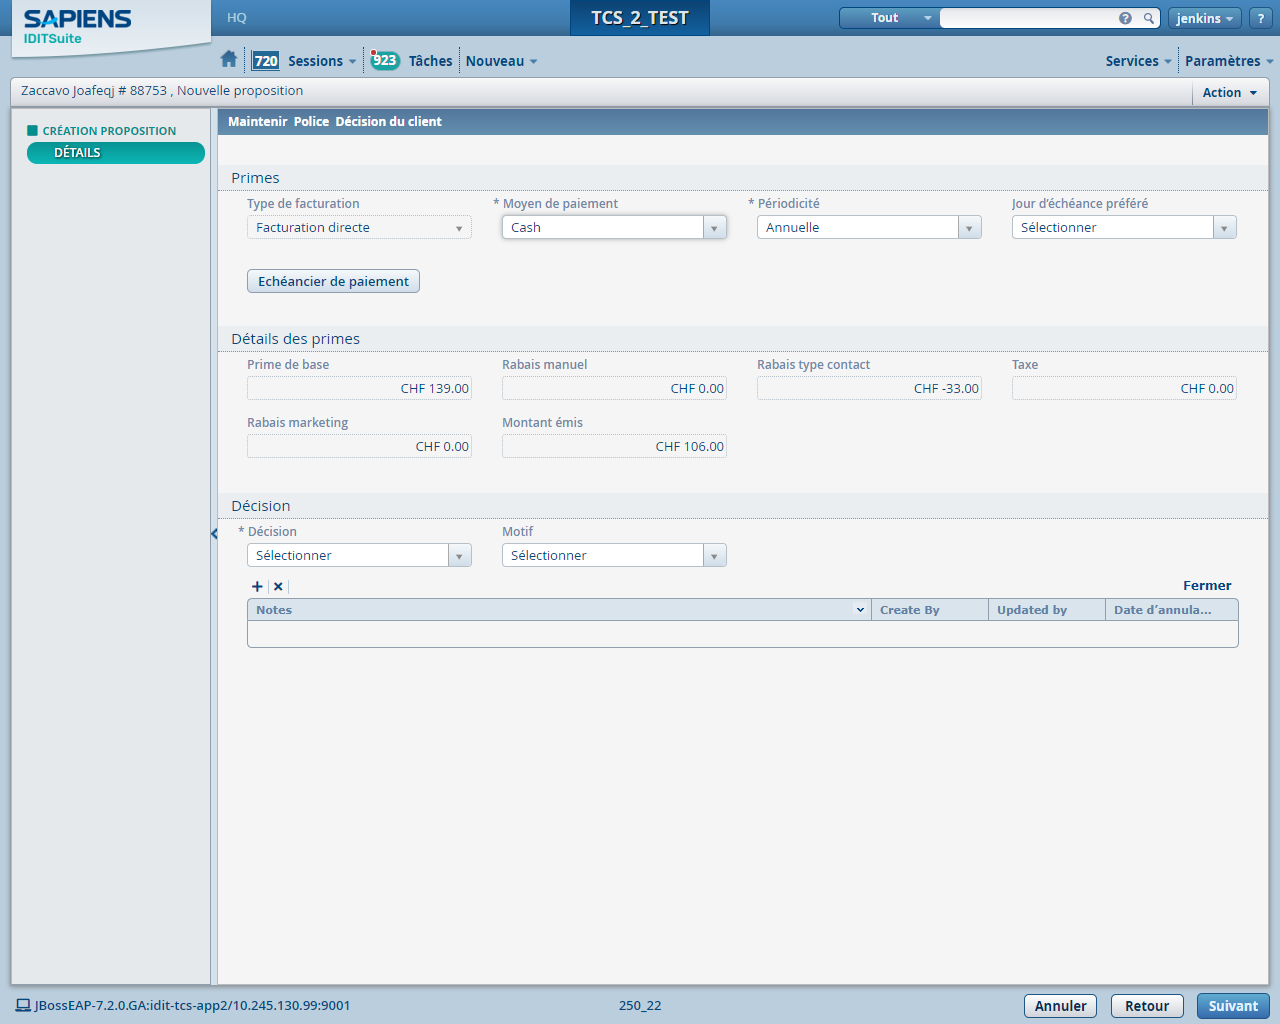 SAPIENS
IDITSuite
HQ
TCS_2_TEST
Tout
?
jenkins
?
720 Sessions
923 Tâches
Nouveau
Services
Paramètres
Zaccavo Joafeqj # 88753 , Nouvelle proposition
Action
CRÉATION PROPOSITION
DÉTAILS
Maintenir Police Décision du client
Primes
Type de facturation
* Moyen de paiement
* Périodicité
Jour d’échéance préféré
Facturation directe
Cash
Annuelle
Sélectionner
Echéancier de paiement
Détails des primes
Prime de base
Rabais manuel
Rabais type contact
Taxe
CHF 139.00
CHF 0.00
CHF -33.00
CHF 0.00
Rabais marketing
Montant émis
CHF 0.00
CHF 106.00
Décision
* Décision
Motif
Sélectionner
Sélectionner
Fermer
Notes
Create By
Updated by
Date d’annula...
JBossEAP-7.2.0.GA:idit-tcs-app2/10.245.130.99:9001
250_22
Annuler
Retour
Suivant